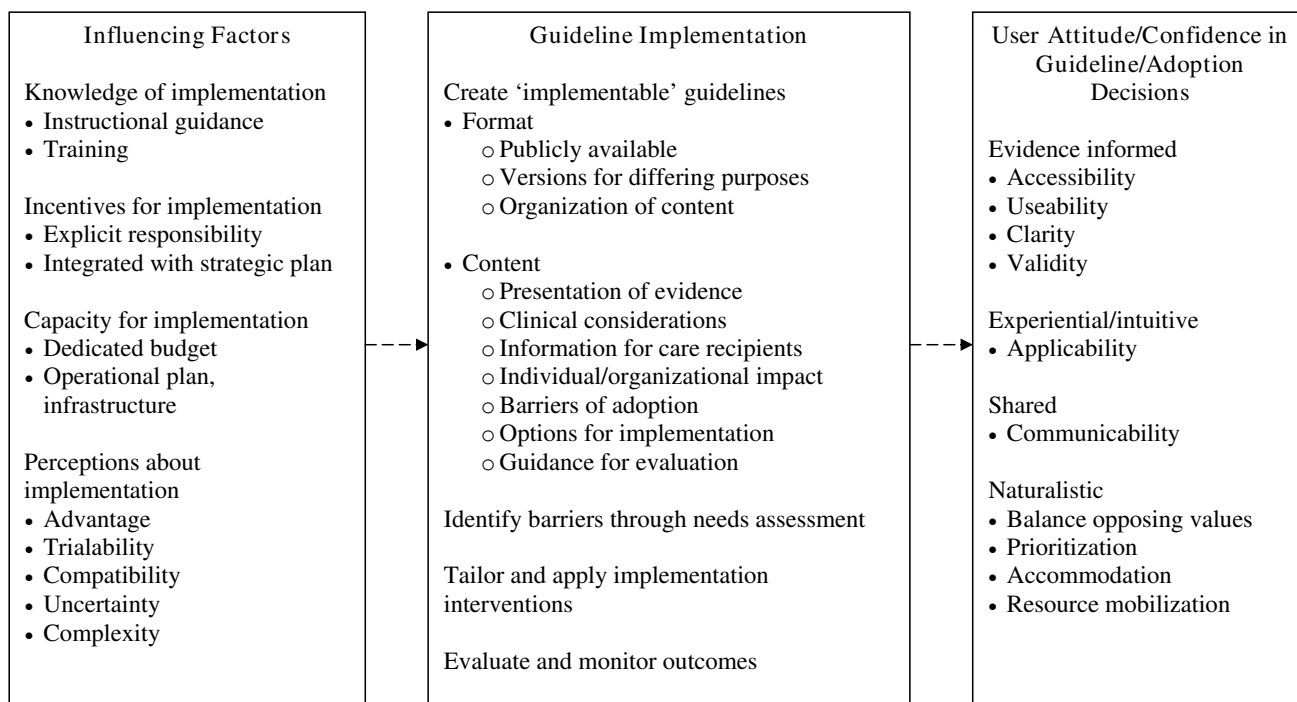 Influencing Factors
Knowledge of implementation
• Instructional guidance
• Training
Incentives for implementation
• Explicit responsibility
• Integrated with strategic plan
Capacity for implementation
• Dedicated budget
• Operational plan,
infrastructure
Perceptions about
implementation
• Advantage
• Trialability
• Compatibility
• Uncertainty
• Complexity
Guideline Implementation
Create ‘implementable’ guidelines
• Format
o Publicly available
o Versions for differing purposes
o Organization of content
• Content
o Presentation of evidence
o Clinical considerations
o Information for care recipients
o Individual/organizational impact
o Barriers of adoption
o Options for implementation
o Guidance for evaluation
Identify barriers through needs assessment
Tailor and apply implementation
interventions
Evaluate and monitor outcomes
User Attitude/Confidence in
Guideline/Adoption
Decisions
Evidence informed
• Accessibility
• Useability
• Clarity
• Validity
Experiential/intuitive
• Applicability
Shared
• Communicability
Naturalistic
• Balance opposing values
• Prioritization
• Accommodation
• Resource mobilization